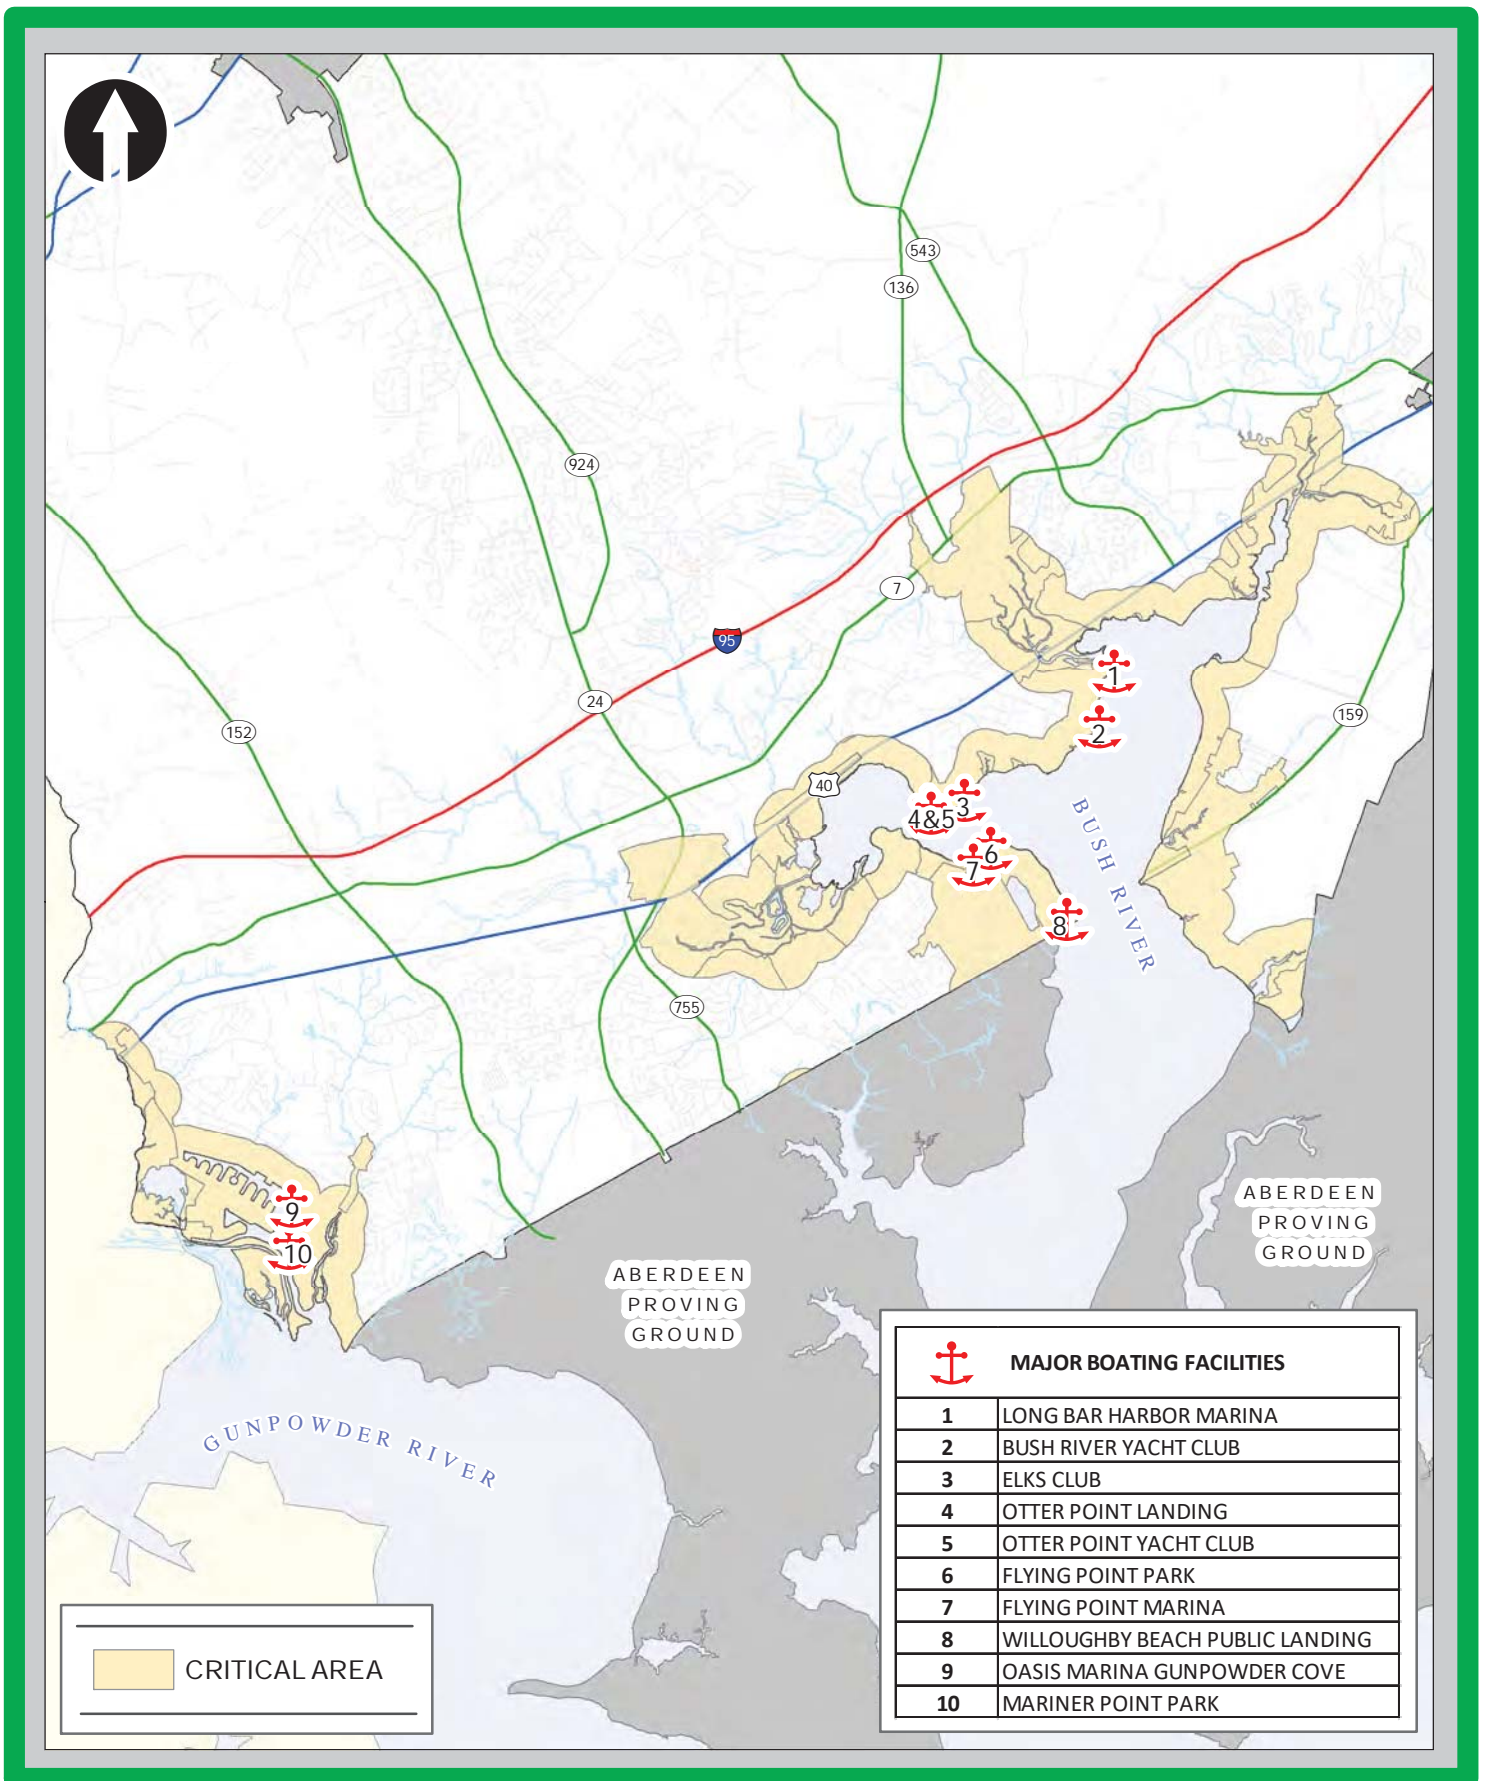 543
136
924
7
95
24
152
159
40
1
2
3
4&5
6
7
8
BUSH RIVER
755
9
10
ABERDEEN
PROVING
GROUND
ABERDEEN
PROVING
GROUND
GUNPOWDER RIVER
MAJOR BOATING FACILITIES
1 LONG BAR HARBOR MARINA
2 BUSH RIVER YACHT CLUB
3 ELKS CLUB
4 OTTER POINT LANDING
5 OTTER POINT YACHT CLUB
6 FLYING POINT PARK
7 FLYING POINT MARINA
8 WILLOUGHBY BEACH PUBLIC LANDING
9 OASIS MARINA GUNPOWDER COVE
10 MARINER POINT PARK
CRITICAL AREA